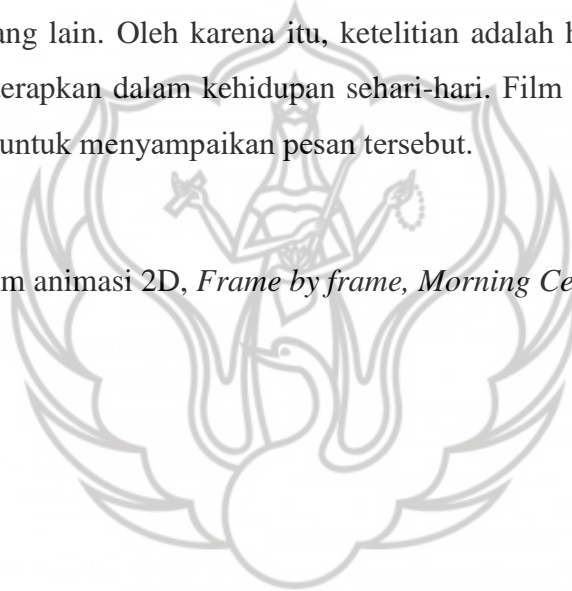 ang lain. Oleh karena itu, ketelitian adalah
erapkan dalam kehidupan sehari-hari. Film
untuk menyampaikan pesan tersebut.
m animasi 2D, Frame by frame, Morning Ce